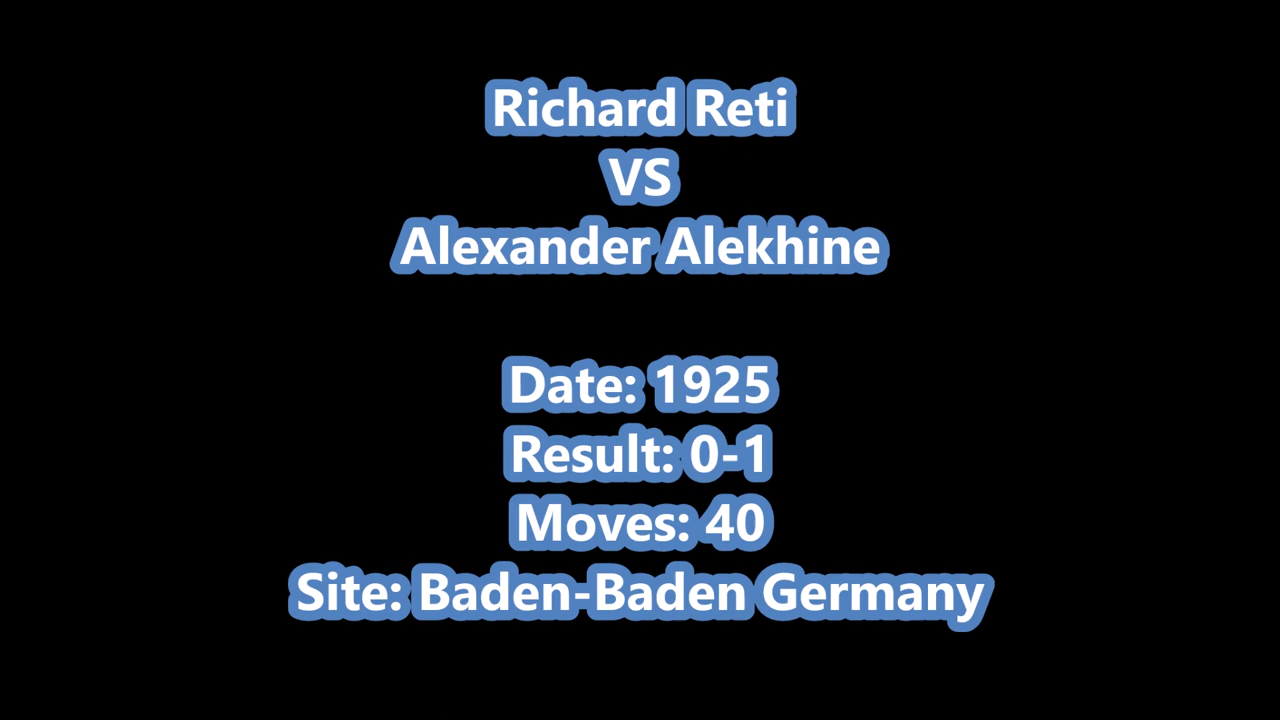 Richard Reti
VS
Alexander Alekhine
Date: 1925
Result: 0-1
Moves: 40
Site: Baden-Baden Germany